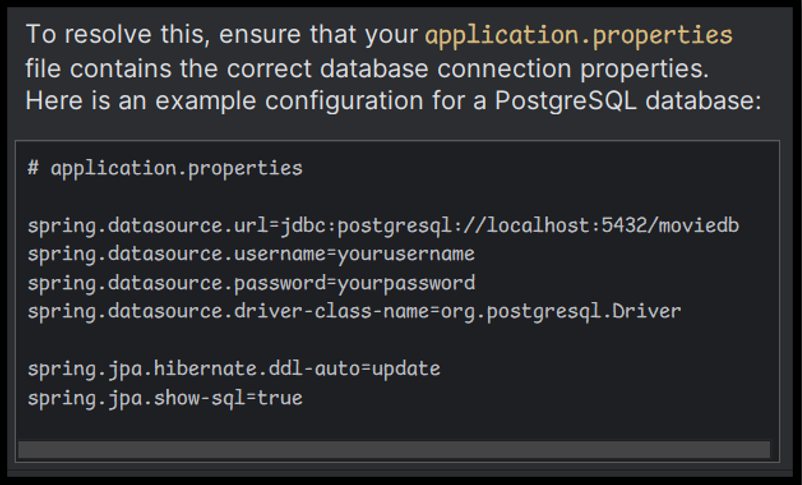 To resolve this, ensure that your application.properties
file contains the correct database connection properties.
Here is an example configuration for a PostgreSQL database:
# application.properties
spring.datasource.url=jdbc:postgresql://localhost:5432/moviedb
spring.datasource.username=yourusername
spring.datasource.password=yourpassword
spring.datasource.driver-class-name=org.postgresql.Driver
spring.jpa.hibernate.ddl-auto=update
spring.jpa.show-sql=true